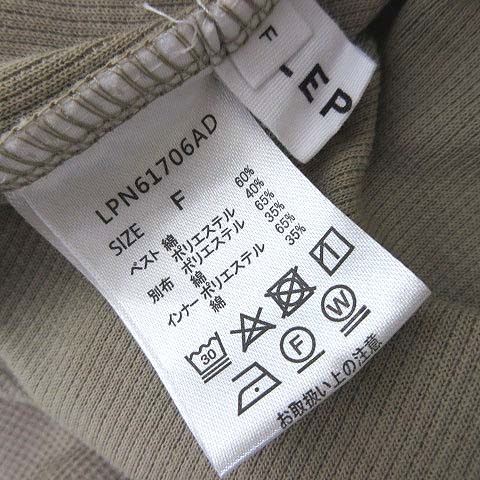 F
EP
LPN61706AD
SIZE F
ベスト 綿 60%
ポリエステル 40%
別布 ポリエステル 65%
綿 35%
インナー ポリエステル 65%
綿 35%
30
F
W
お取扱い上の注意